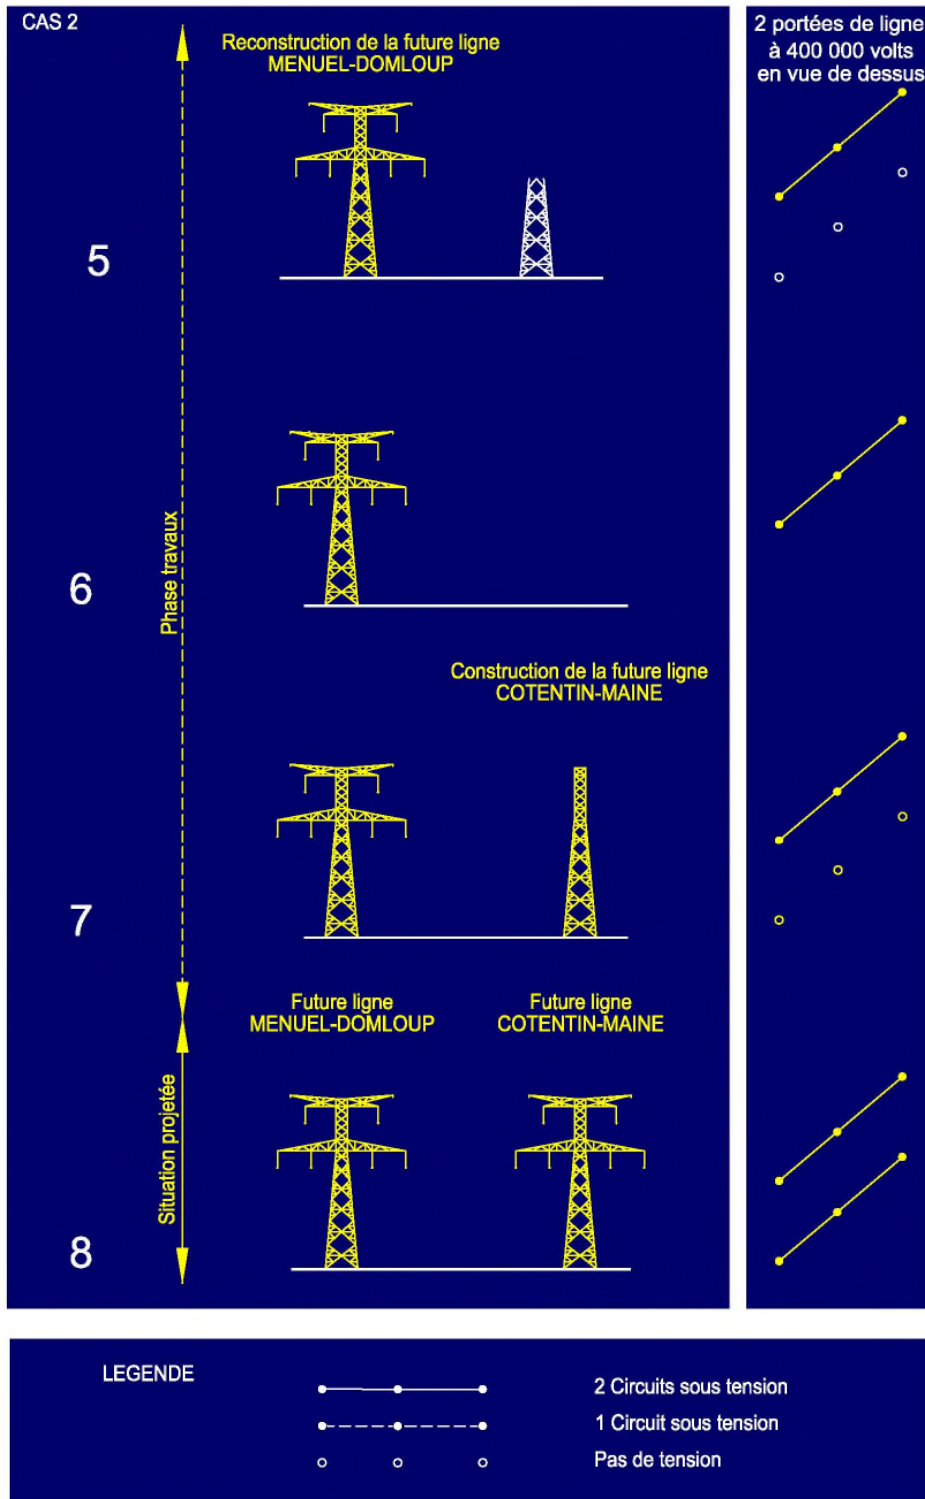 CAS 2
Reconstruction de la future ligne
MENUEL-DOMLOUP
2 portées de ligne
à 400 000 volts
en vue de dessus
5
Phase travaux
6
Construction de la future ligne
COTENTIN-MAINE
7
Future ligne
MENUEL-DOMLOUP
Future ligne
COTENTIN-MAINE
Situation projetée
8
LEGENDE
2 Circuits sous tension
1 Circuit sous tension
Pas de tension